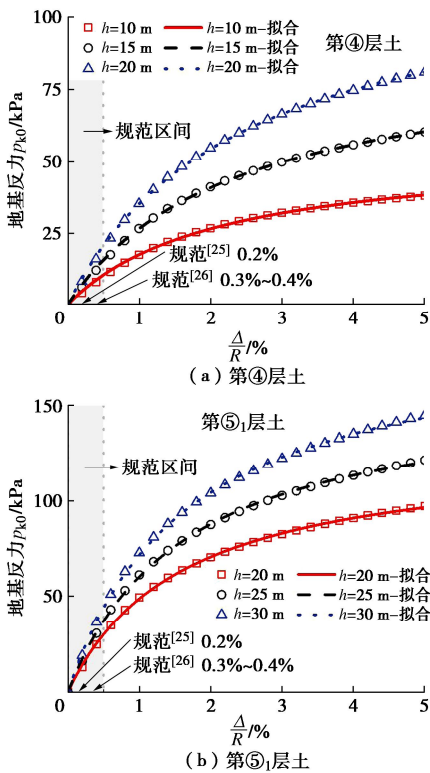 h=10 m h=10 m-拟合
h=15 m h=15 m-拟合
h=20 m h=20 m-拟合
第④层土
规范区间
规范[25] 0.2%
规范[26] 0.3%~0.4%
地基反力pk0/kPa
100
75
50
25
0 1 2 3 4 5
Δ/R/%
(a)第④层土
第⑤1层土
规范区间
h=20 m h=20 m-拟合
h=25 m h=25 m-拟合
h=30 m h=30 m-拟合
规范[25] 0.2%
规范[26] 0.3%~0.4%
地基反力pk0/kPa
150
100
50
0 1 2 3 4 5
Δ/R/%
(b)第⑤1层土